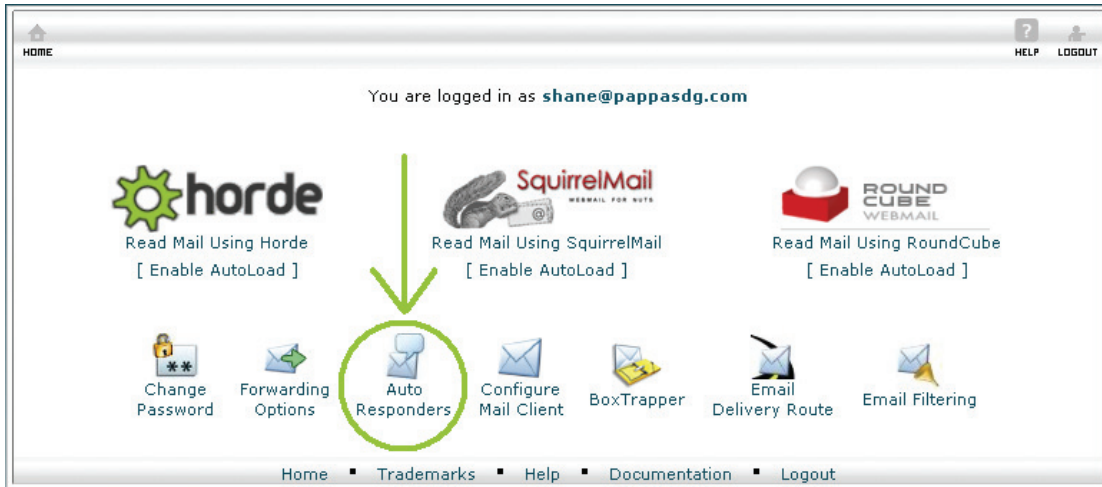 HOME
HELP LOGOUT
You are logged in as shane@pappasdg.com
horde
SquirrelMail
WEBMAIL FOR NUTS
@
ROUND
CUBE
WEBMAIL
Read Mail Using Horde
[ Enable AutoLoad ]
Read Mail Using SquirrelMail
[ Enable AutoLoad ]
Read Mail Using RoundCube
[ Enable AutoLoad ]
?
**
Change
Password
Forwarding
Options
Auto
Responders
Configure
Mail Client
BoxTrapper
Email
Delivery Route
Email Filtering
Home ▪ Trademarks ▪ Help ▪ Documentation ▪ Logout